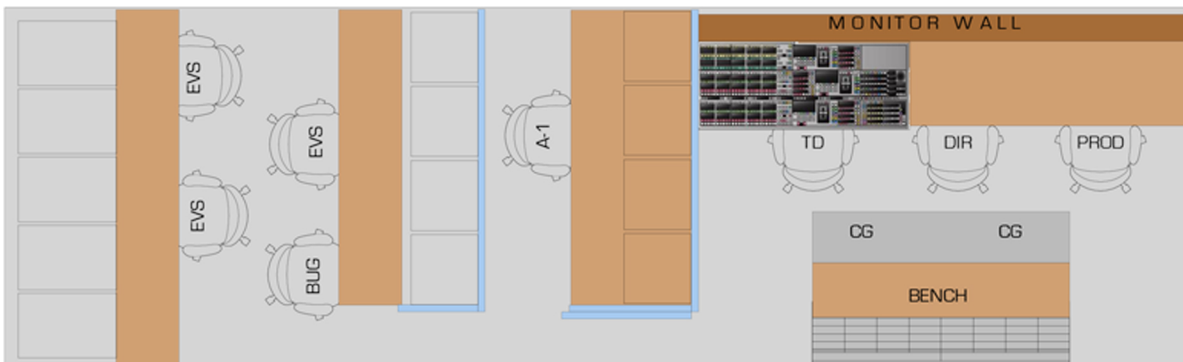 MONITOR WALL
EVS
EVS
A-1
TD
DIR
PROD
EVS
BUG
CG
CG
BENCH